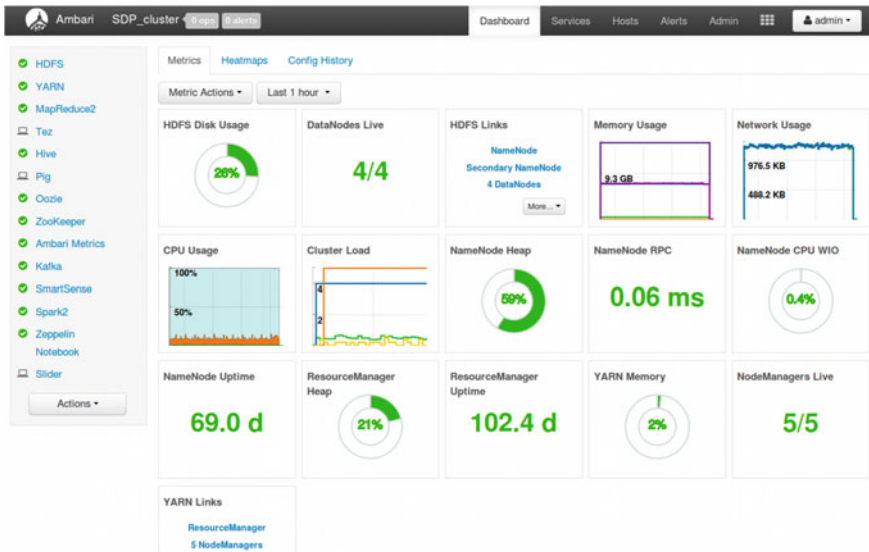 Ambari SDP_cluster 0 ops 0 alerts Dashboard Services Hosts Alerts Admin admin
HDFS
YARN
MapReduce2
Tez
Hive
Pig
Oozie
ZooKeeper
Ambari Metrics
Kafka
SmartSense
Spark2
Zeppelin
Notebook
Slider
Actions
Metrics Heatmaps Config History
Metric Actions Last 1 hour
HDFS Disk Usage
26%
DataNodes Live
4/4
HDFS Links
NameNode
Secondary NameNode
4 DataNodes
More...
Memory Usage
9.3 GB
Network Usage
976.5 KB
488.2 KB
CPU Usage
100%
50%
Cluster Load
4
2
NameNode Heap
59%
NameNode RPC
0.06 ms
NameNode CPU WIO
0.4%
NameNode Uptime
69.0 d
ResourceManager
Heap
21%
ResourceManager
Uptime
102.4 d
YARN Memory
2%
NodeManagers Live
5/5
YARN Links
ResourceManager
5 NodeManagers